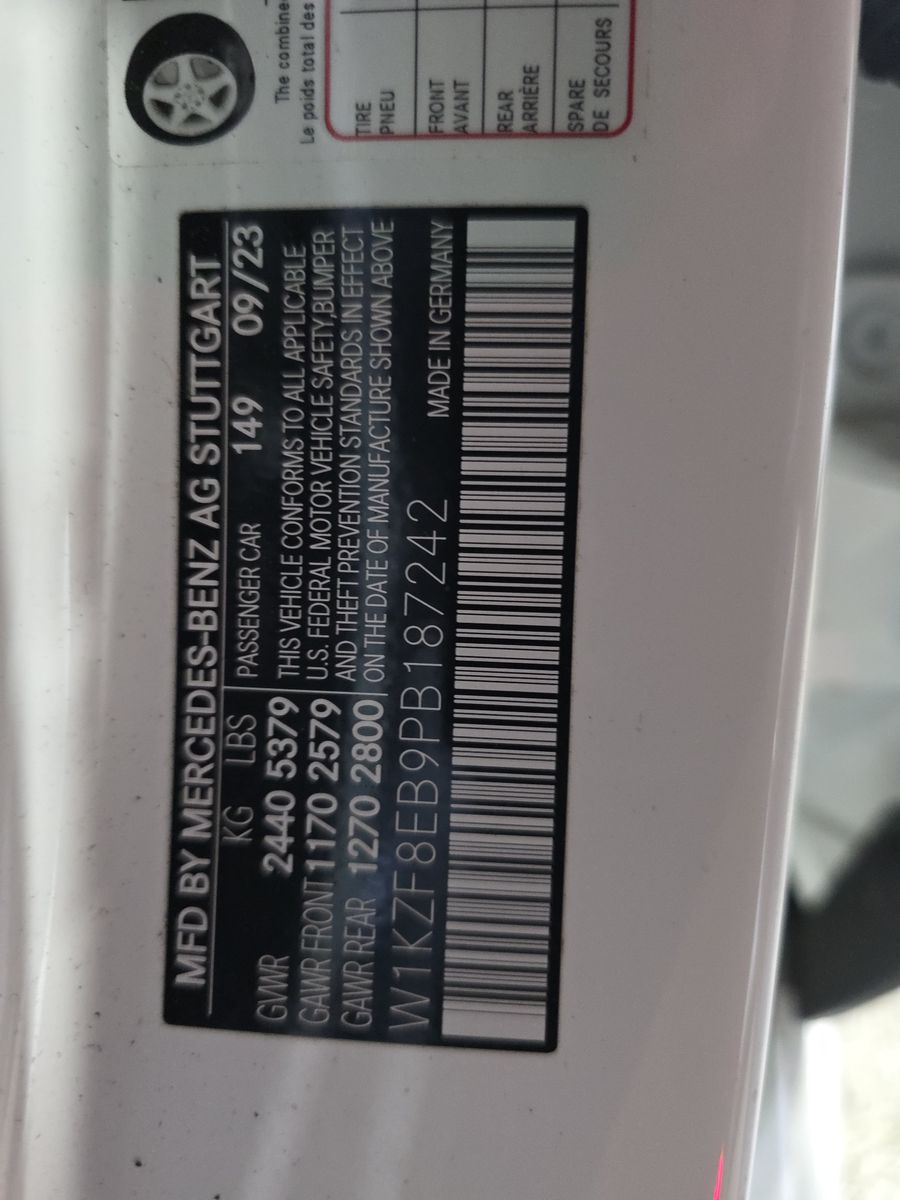 MFD BY MERCEDES-BENZ AG STUTTGART
KG LBS
GVWR 2440 5379
GAWR FRONT 1170 2579
GAWR REAR 1270 2800
PASSENGER CAR 149 09/23
THIS VEHICLE CONFORMS TO ALL APPLICABLE
U.S. FEDERAL MOTOR VEHICLE SAFETY,BUMPER
AND THEFT PREVENTION STANDARDS IN EFFECT
ON THE DATE OF MANUFACTURE SHOWN ABOVE
W1KZF8EB9PB187242 MADE IN GERMANY
The combine
Le poids total des
TIRE
PNEU
FRONT
AVANT
REAR
ARRIÈRE
SPARE
DE SECOURS